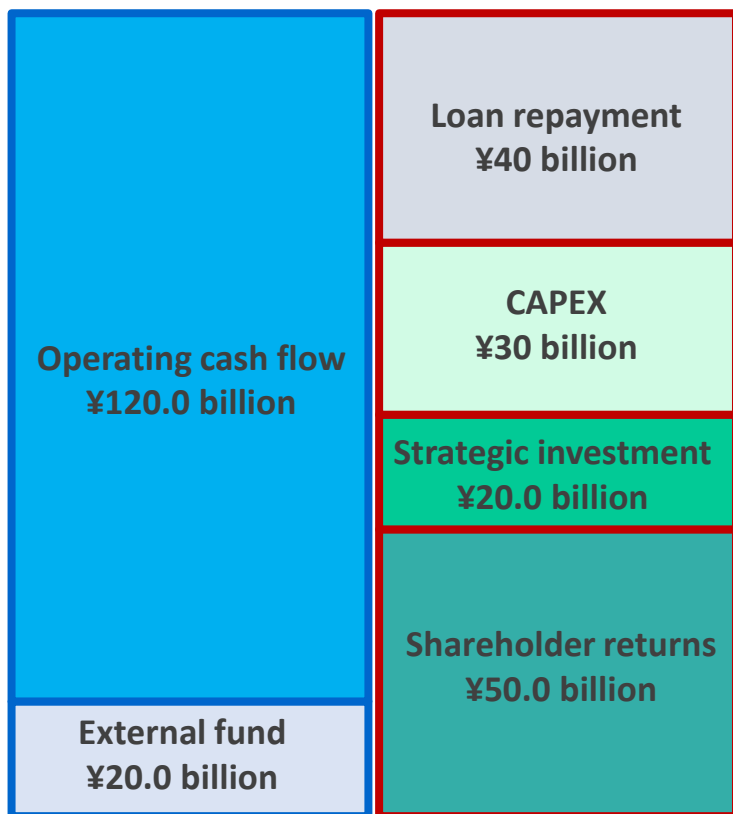 Operating cash flow
¥120.0 billion
External fund
¥20.0 billion
Loan repayment
¥40 billion
CAPEX
¥30 billion
Strategic investment
¥20.0 billion
Shareholder returns
¥50.0 billion